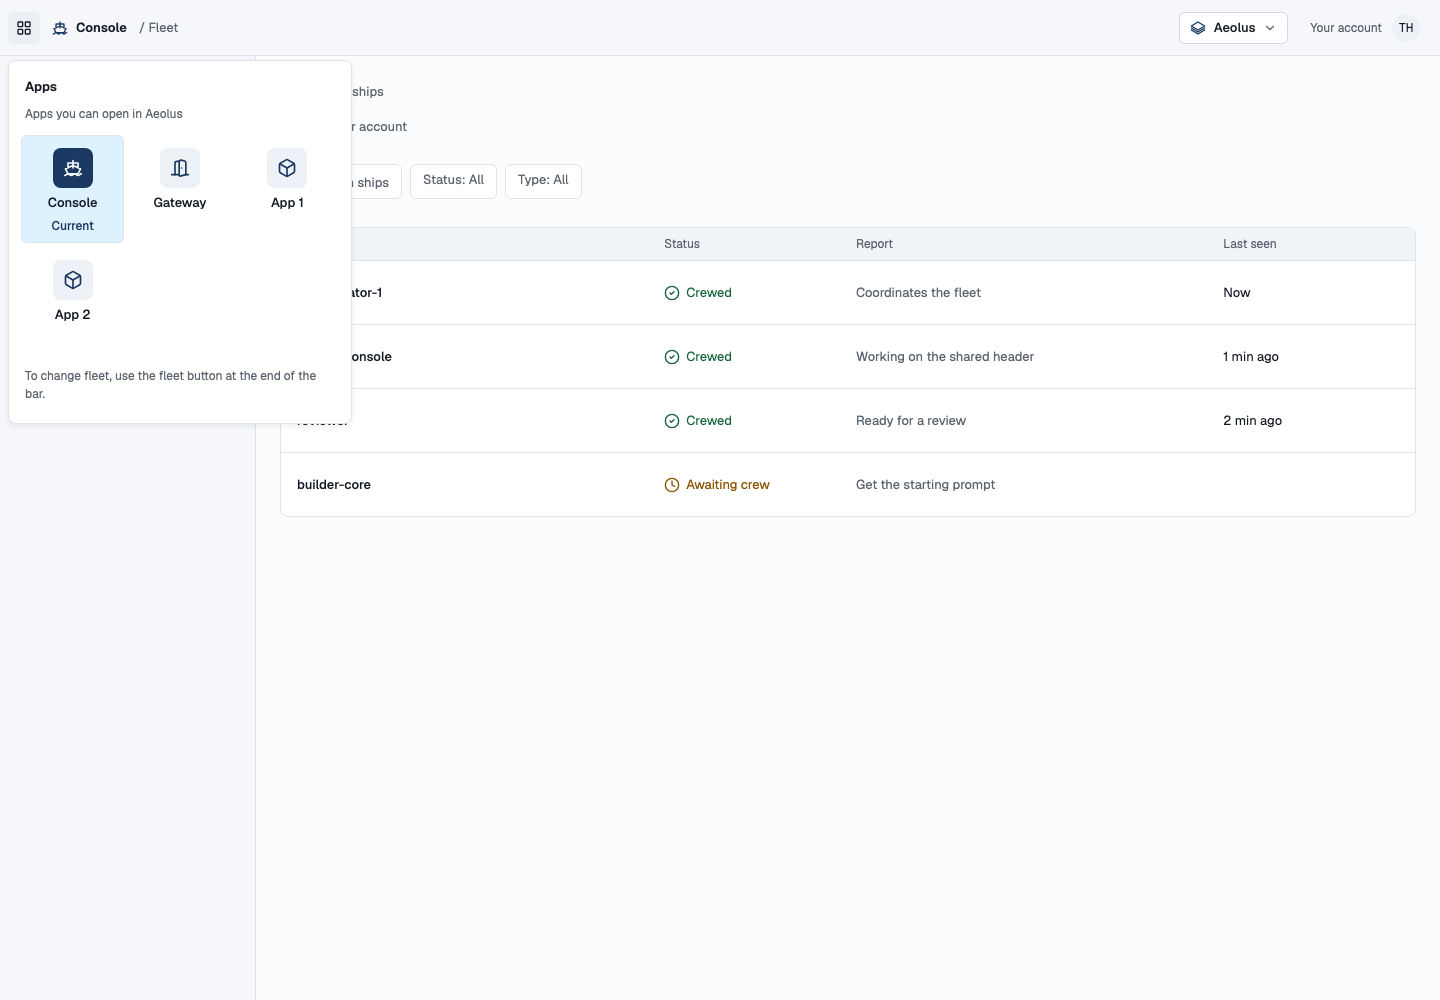 Console / Fleet
Aeolus
Your account TH
Apps
Apps you can open in Aeolus
Console
Current
Gateway
App 1
App 2
To change fleet, use the fleet button at the end of the
bar.
ships
account
ships
Status: All
Type: All
Status Report Last seen
Crewed Coordinates the fleet Now
Crewed Working on the shared header 1 min ago
Crewed Ready for a review 2 min ago
builder-core Awaiting crew Get the starting prompt